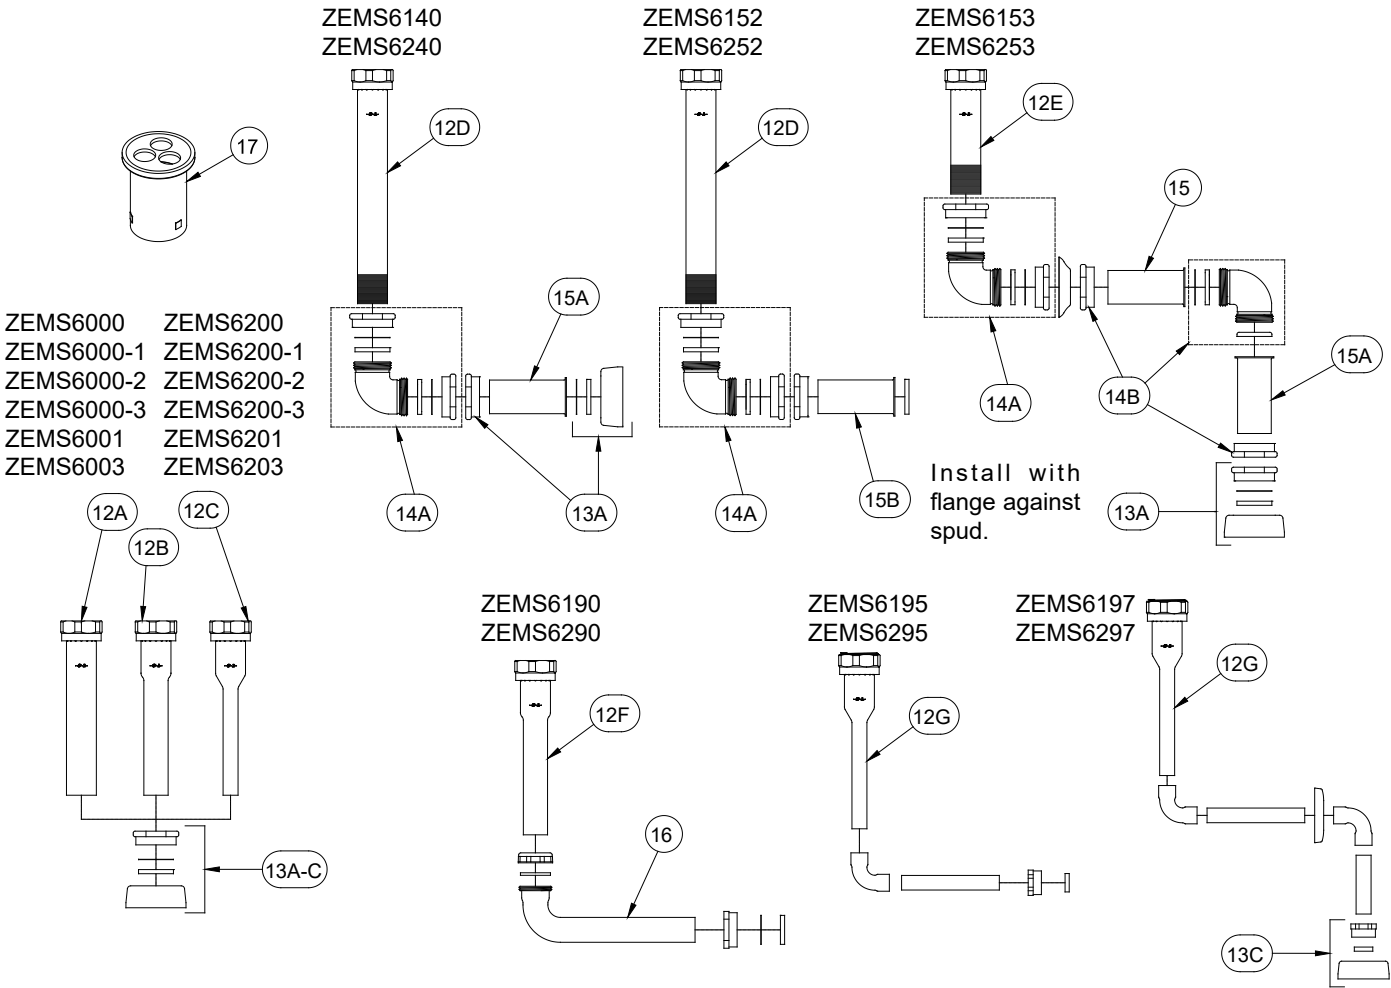 ZEMS6140
ZEMS6240
12D
14A
15A
13A
ZEMS6152
ZEMS6252
12D
14A
15B
Install with
flange against
spud.
ZEMS6153
ZEMS6253
12E
15
14A
14B
15A
13A
17
ZEMS6000 ZEMS6200
ZEMS6000-1 ZEMS6200-1
ZEMS6000-2 ZEMS6200-2
ZEMS6000-3 ZEMS6200-3
ZEMS6001 ZEMS6201
ZEMS6003 ZEMS6203
12A
12B
12C
13A-C
ZEMS6190
ZEMS6290
12F
16
ZEMS6195
ZEMS6295
12G
ZEMS6197
ZEMS6297
12G
13C